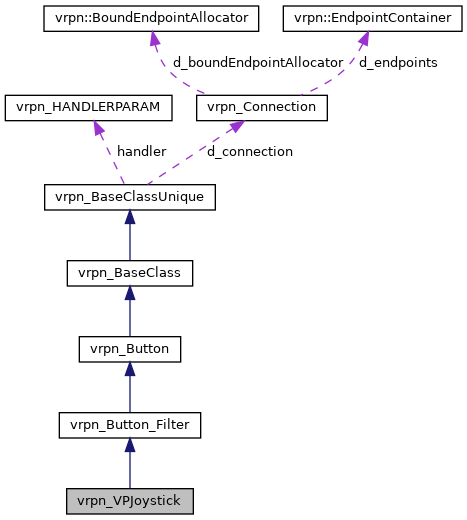 vrpn::BoundEndpointAllocator
vrpn::EndpointContainer
d_boundEndpointAllocator
d_endpoints
vrpn_HANDLERPARAM
vrpn_Connection
handler
d_connection
vrpn_BaseClassUnique
vrpn_BaseClass
vrpn_Button
vrpn_Button_Filter
vrpn_VPJoystick